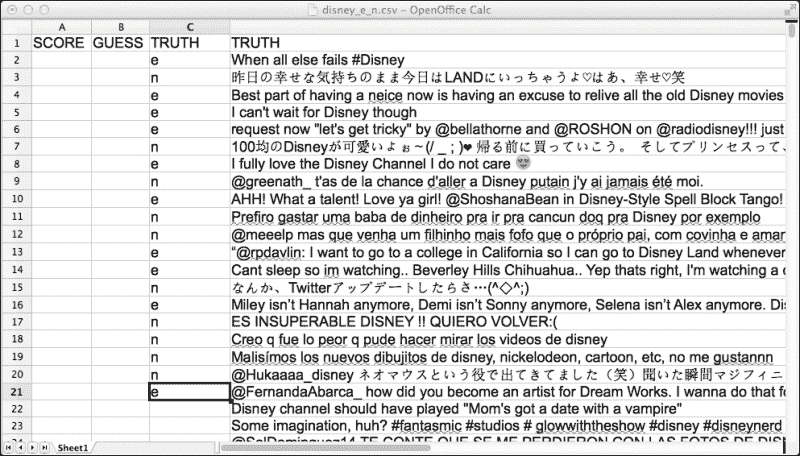 disney_e_n.csv – OpenOffice Calc
A B C D
1 SCORE GUESS TRUTH TRUTH
2 e When all else fails #Disney
3 n 昨日の幸せな気持ちのまま今日はLANDにいっちゃうよ♡はあ、幸せ♡笑
4 e Best part of having a neice now is having an excuse to relive all the old Disney movies
5 e I can't wait for Disney though
6 e request now "let's get tricky" by @bellathorne and @ROSHON on @radiodisney!!! just
7 n 100均のDisneyが可愛いよぉ~(/ _ ; )❤ 帰る前に買っていこう。 そしてプリンセスって、
8 e I fully love the Disney Channel I do not care 😍
9 n @greenath_ t'as de la chance d'aller a Disney putain j'y ai jamais été moi.
10 e AHH! What a talent! Love ya girl! @ShoshanaBean in Disney-Style Spell Block Tango!
11 n Prefiro gastar uma baba de dinheiro pra ir pra cancun doq pra Disney por exemplo
12 n @meeelp mas que venha um filhinho mais fofo que o próprio pai, com covinha e amar
13 e "@rpdavlin: I want to go to a college in California so I can go to Disney Land whenever
14 e Cant sleep so im watching.. Beverley Hills Chihuahua.. Yep thats right, I'm watching a
15 n なんか、Twitterアップデートしたらさ…(^◇^;)
16 e Miley isn't Hannah anymore, Demi isn't Sonny anymore, Selena isn't Alex anymore. Dis
17 n ES INSUPERABLE DISNEY !! QUIERO VOLVER:(
18 n Creo q fue lo peor q pude hacer mirar los videos de disney
19 n Malisímos los nuevos dibujitos de disney, nickelodeon, cartoon, etc, no me gustannn
20 n @Hukaaaa_disney ネオマウスという役で出てきてました（笑）聞いた瞬間マジフィニ
21 e @FernandaAbarca_ how did you become an artist for Dream Works. I wanna do that f
22 Disney channel should have played "Mom's got a date with a vampire"
23 Some imagination, huh? #fantasmic #studios # glowwiththeshow #disney #disneynerd
Sheet1